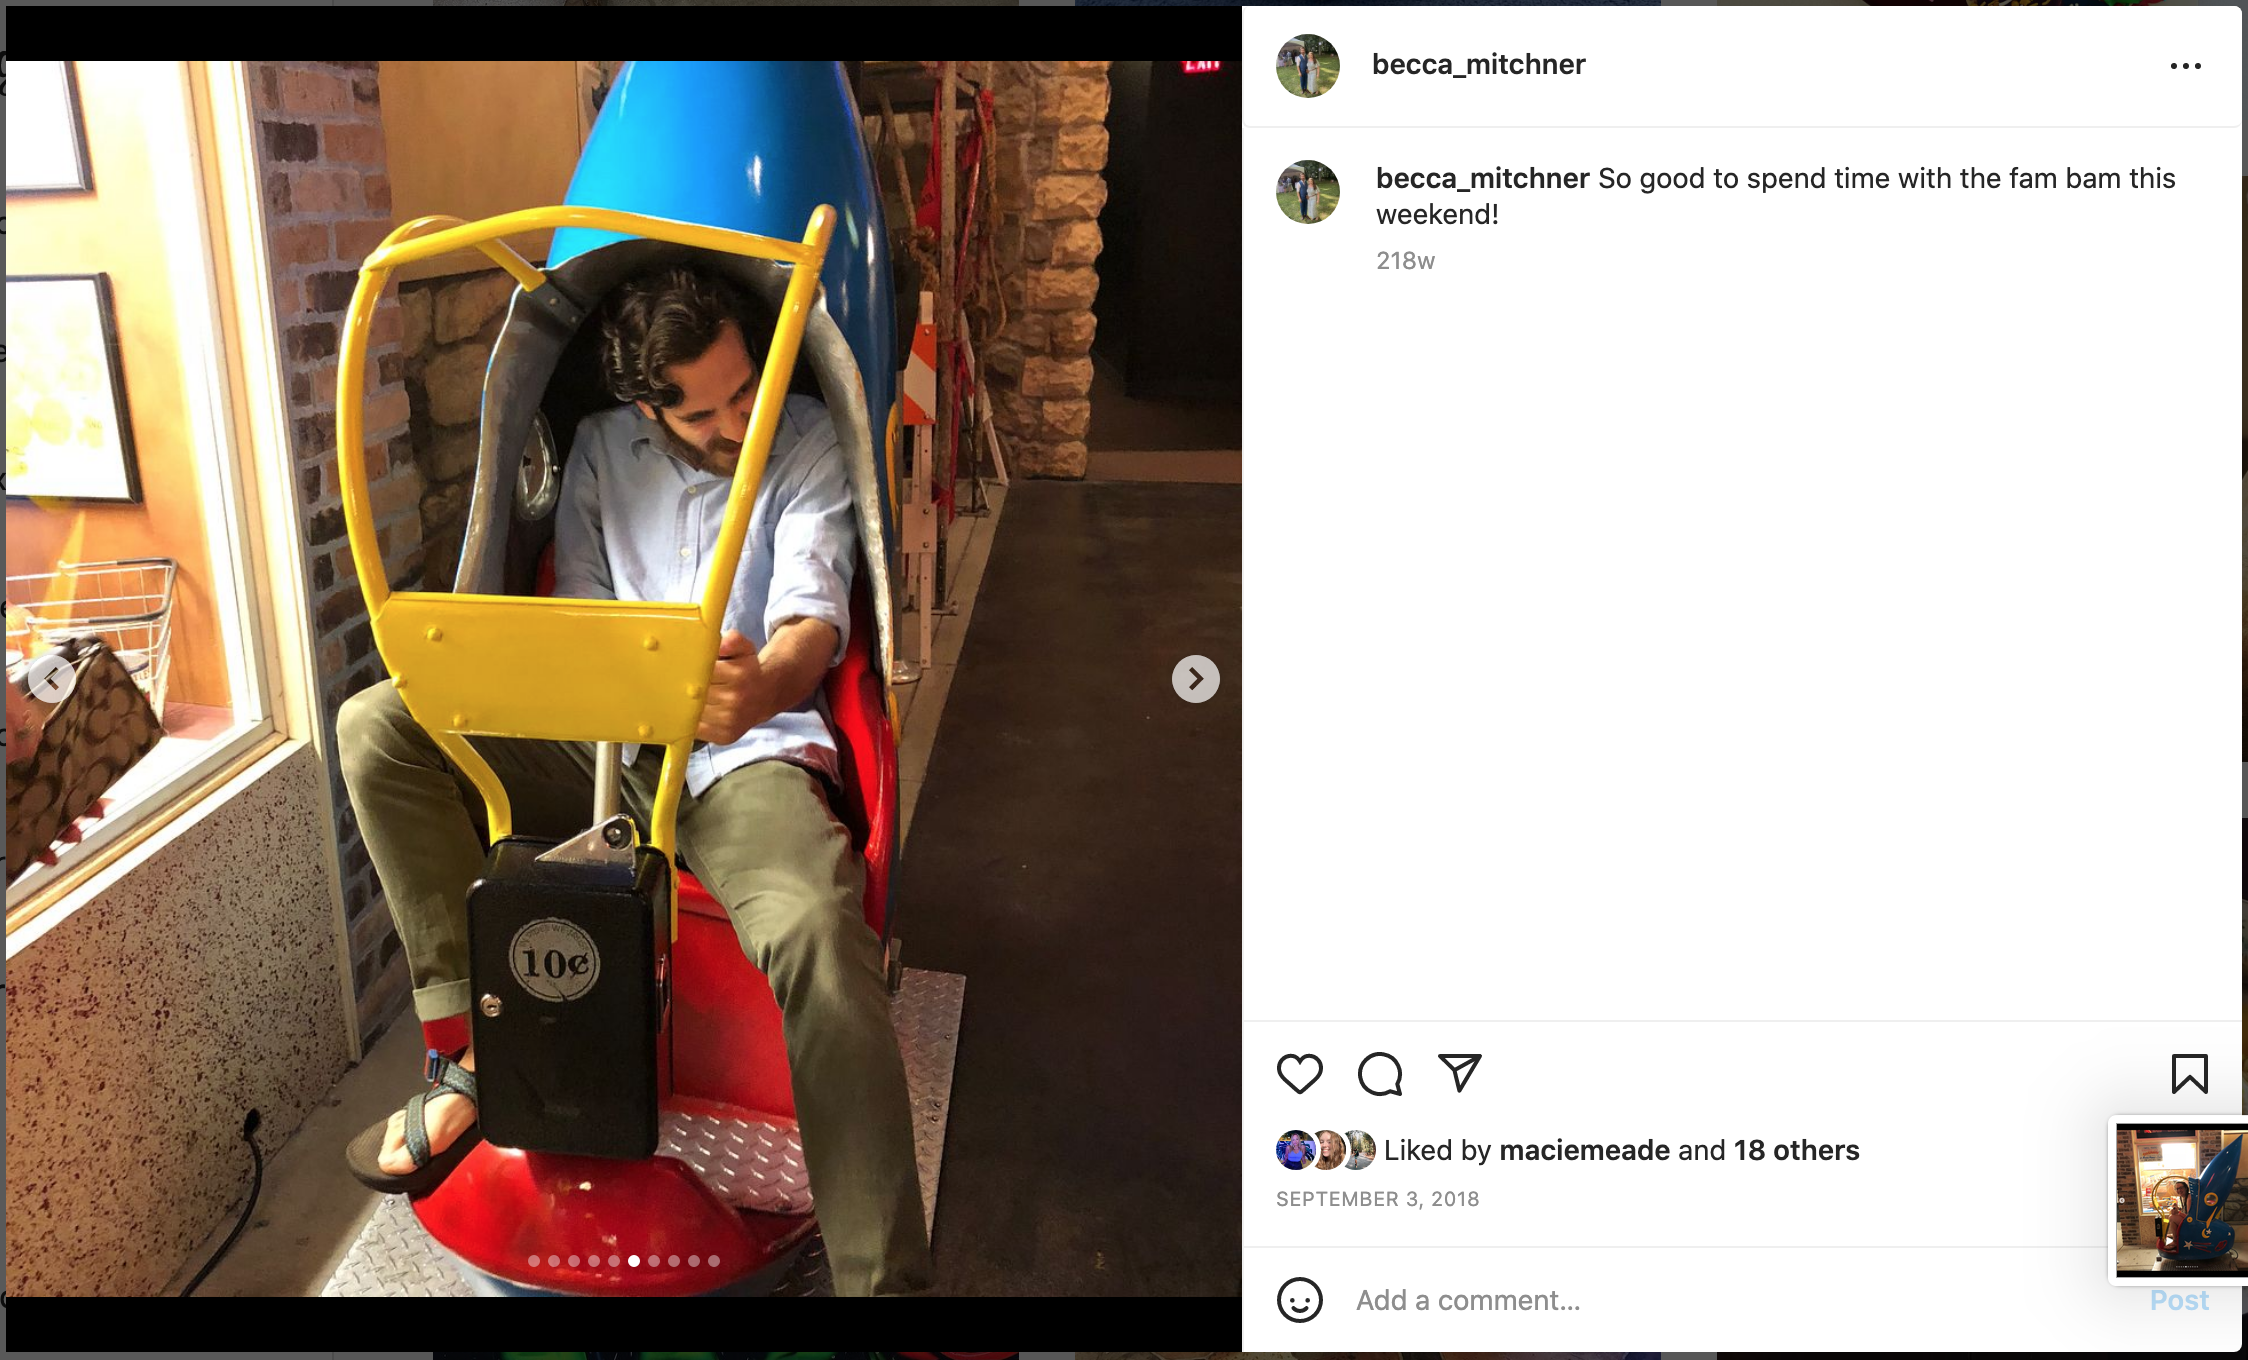 EXIT
becca_mitchner
becca_mitchner So good to spend time with the fam bam this
weekend!
218w
10¢
Liked by maciemeade and 18 others
SEPTEMBER 3, 2018
Add a comment...
Post